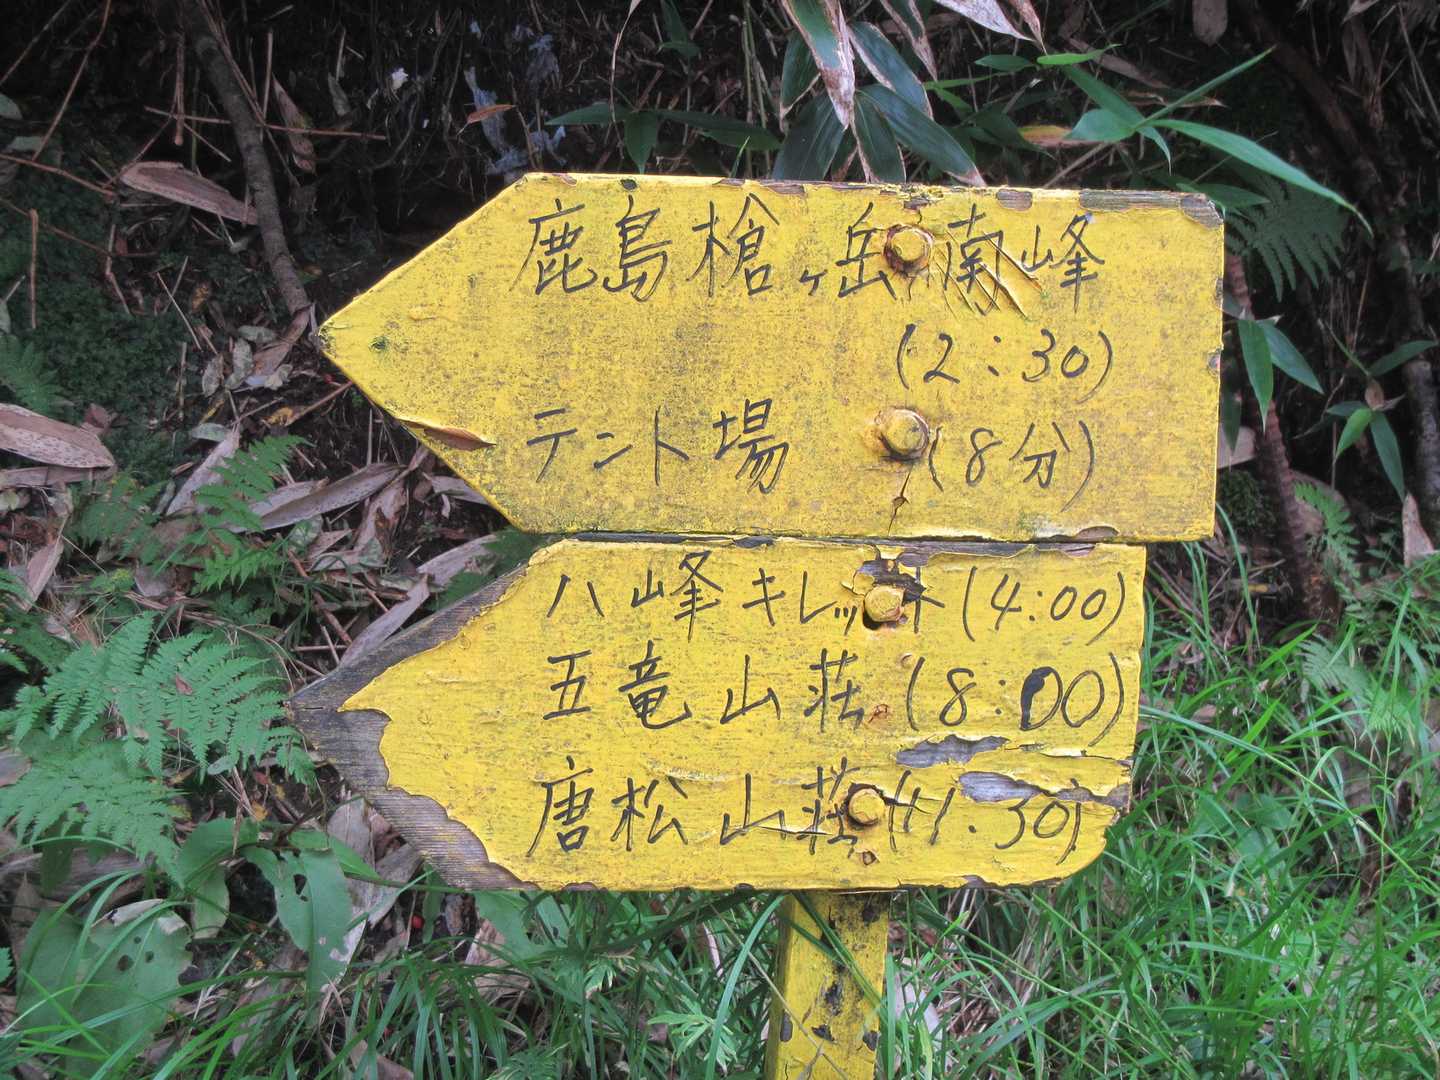 鹿島槍ヶ岳南峰
(2:30)
テント場 (8分)
八峰キレット (4:00)
五竜山荘 (8:00)
唐松山荘 (11:30)